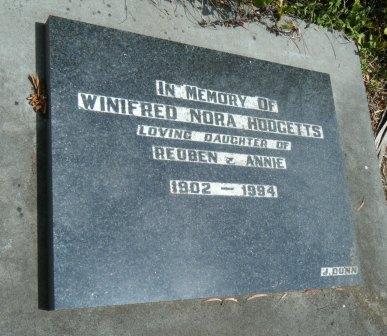 IN MEMORY OF
WINIFRED NORA HODGETTS
LOVING DAUGHTER OF
REUBEN & ANNIE
1902 - 1994
J. DUNN